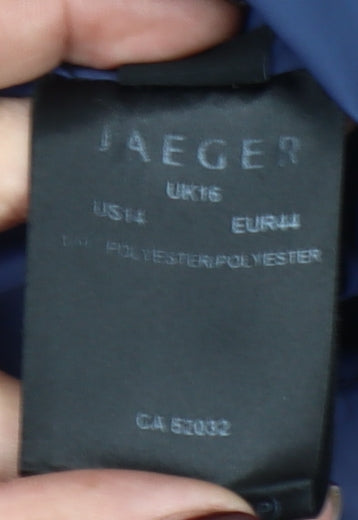 JAEGER
UK16
US14 EUR44
POLYESTER/POLYESTER
CA 52032